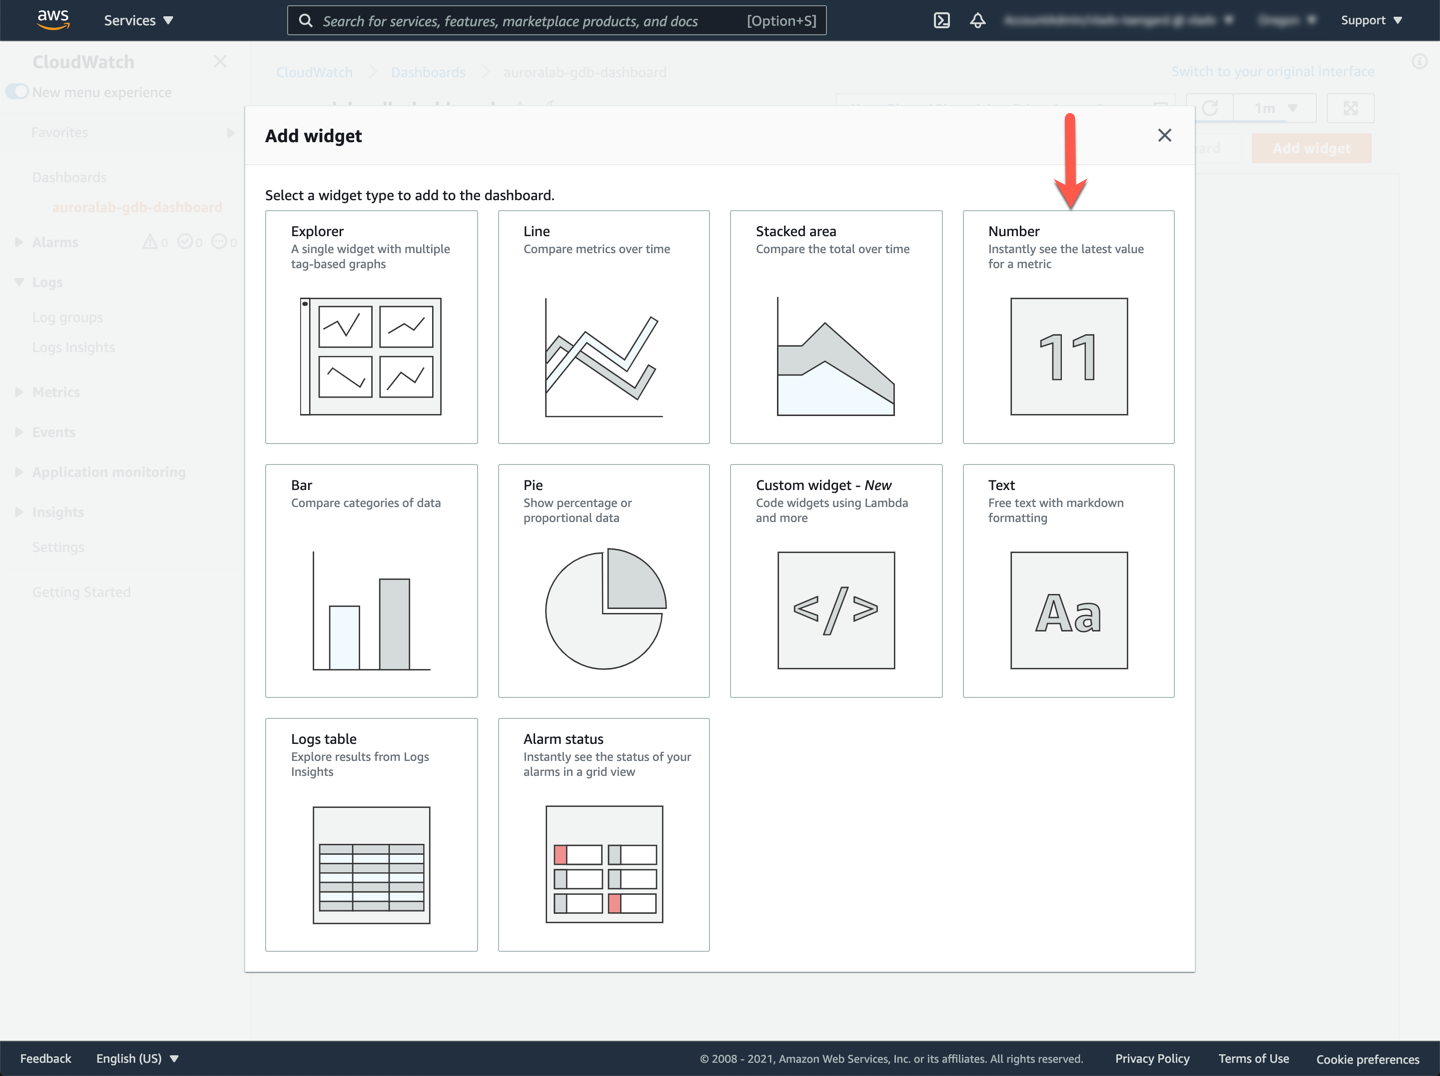 aws
Services
Search for services, features, marketplace products, and docs
[Option+S]
Support
CloudWatch
New menu experience
Favorites
Dashboards
auroralab-gdb-dashboard
Alarms
0
0
0
Logs
Log groups
Logs Insights
Metrics
Events
Application monitoring
Insights
Settings
Getting Started
CloudWatch
Dashboards
auroralab-gdb-dashboard
Switch to your original interface
1m
Add widget
Add widget
Select a widget type to add to the dashboard.
Explorer
A single widget with multiple
tag-based graphs
Line
Compare metrics over time
Stacked area
Compare the total over time
Number
Instantly see the latest value
for a metric
11
Bar
Compare categories of data
Pie
Show percentage or
proportional data
Custom widget - New
Code widgets using Lambda
and more
</>
Text
Free text with markdown
formatting
Aa
Logs table
Explore results from Logs
Insights
Alarm status
Instantly see the status of your
alarms in a grid view
Feedback
English (US)
© 2008 - 2021, Amazon Web Services, Inc. or its affiliates. All rights reserved.
Privacy Policy
Terms of Use
Cookie preferences